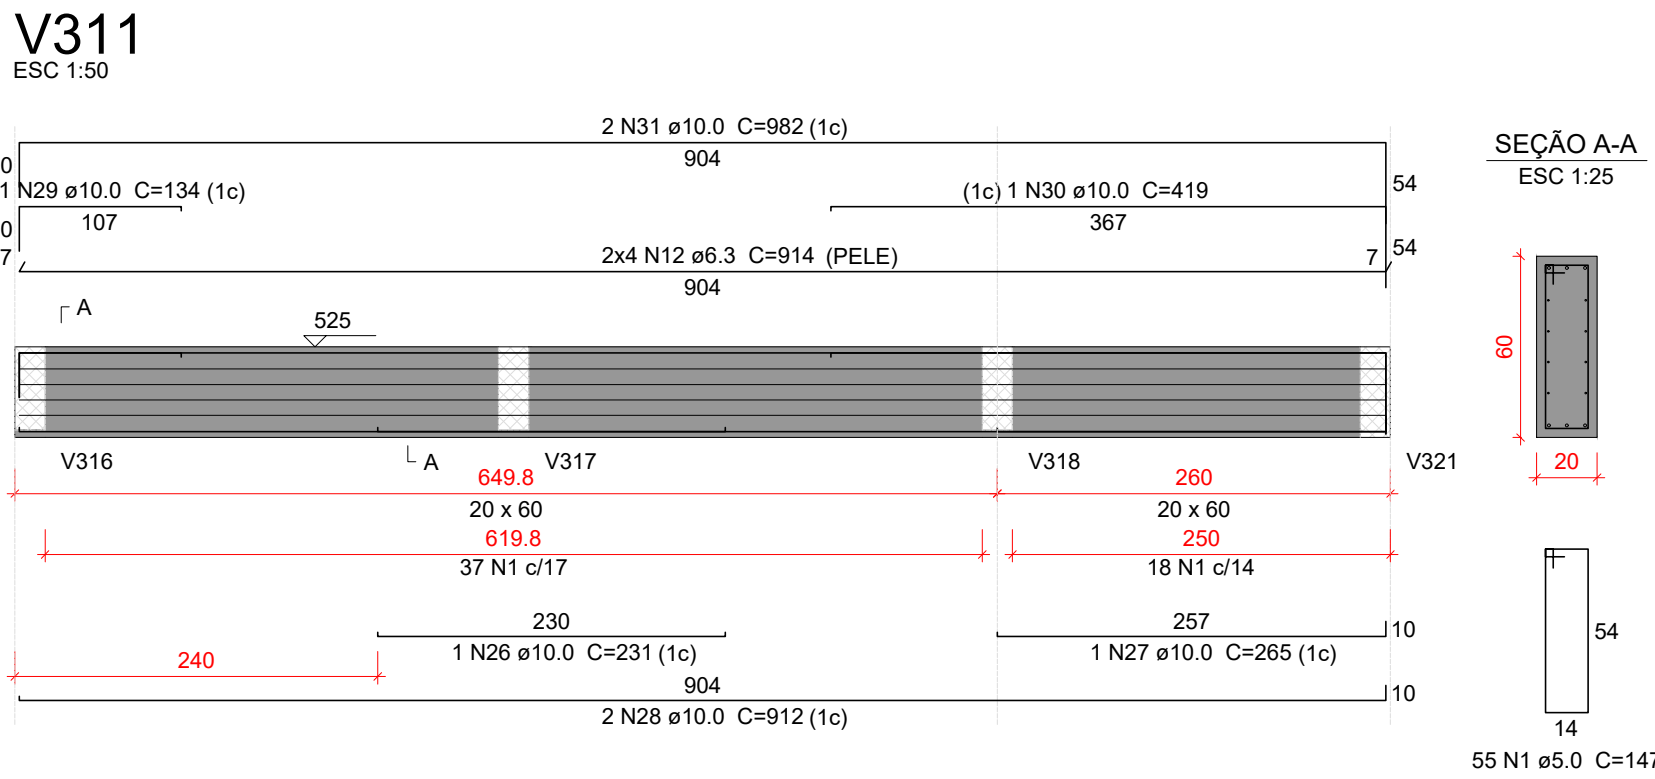 V311
ESC 1:50
2 N31 ø10.0 C=982 (1c)
904
0
54
1 N29 ø10.0 C=134 (1c)
(1c) 1 N30 ø10.0 C=419
107
367
0
54
7
2x4 N12 ø6.3 C=914 (PELE)
7
904
A
525
V316
A
V317
V318
V321
649.8
260
20 x 60
20 x 60
619.8
250
37 N1 c/17
18 N1 c/14
230
257
10
1 N26 ø10.0 C=231 (1c)
1 N27 ø10.0 C=265 (1c)
240
904
10
2 N28 ø10.0 C=912 (1c)
SEÇÃO A-A
ESC 1:25
60
20
54
14
55 N1 ø5.0 C=147